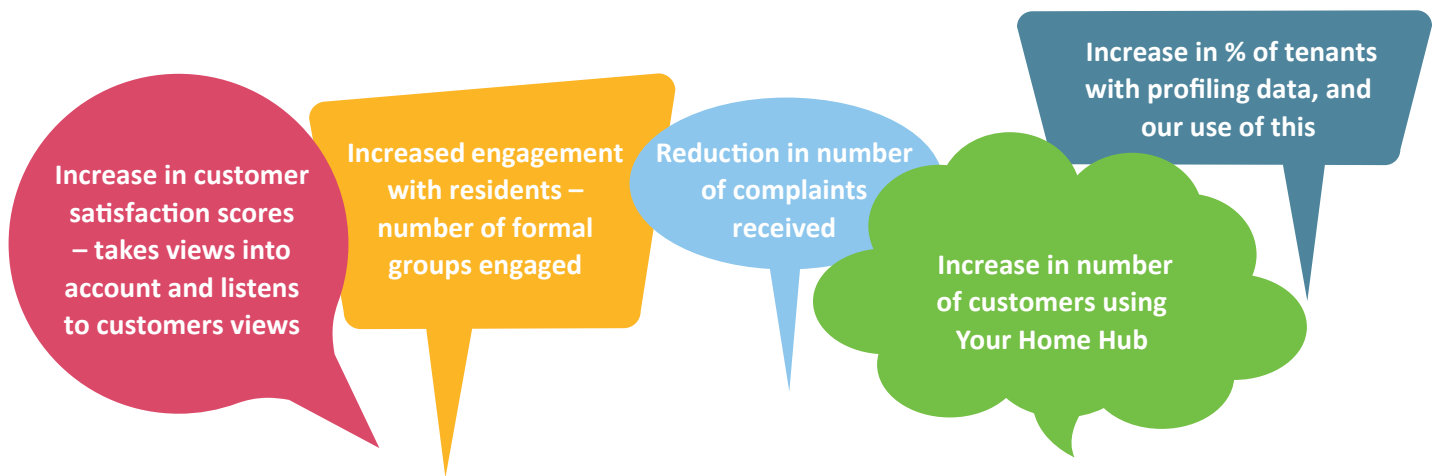 Increase in customer
satisfaction scores
– takes views into
account and listens
to customers views
Increased engagement
with residents –
number of formal
groups engaged
Reduction in number
of complaints
received
Increase in number
of customers using
Your Home Hub
Increase in % of tenants
with profiling data, and
our use of this